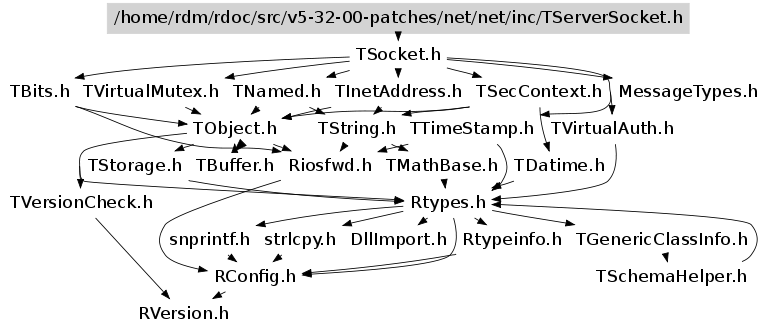 /home/rdm/rdoc/src/v5-32-00-patches/net/net/inc/TServerSocket.h
TSocket.h
TBits.h TVirtualMutex.h TNamed.h TInetAddress.h TSecContext.h MessageTypes.h
TObject.h TString.h TTimeStamp.h TVirtualAuth.h
TStorage.h TBuffer.h Riosfwd.h TMathBase.h TDatime.h
TVersionCheck.h Rtypes.h
snprintf.h strlcpy.h DllImport.h Rtypeinfo.h TGenericClassInfo.h
RConfig.h TSchemaHelper.h
RVersion.h